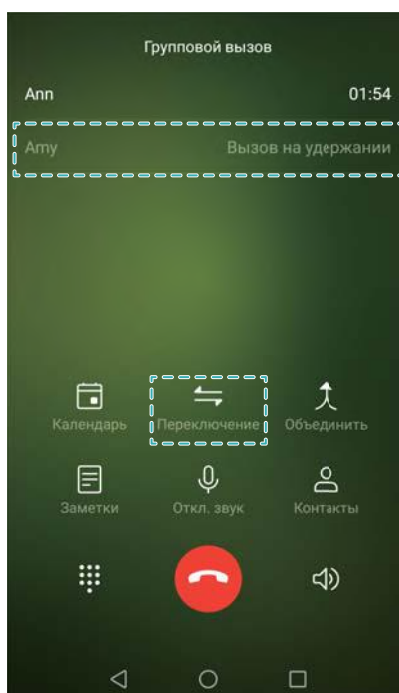 Групповой вызов
Ann 01:54
Amy Вызов на удержании
Календарь Переключение Объединить
Заметки Откл. звук Контакты